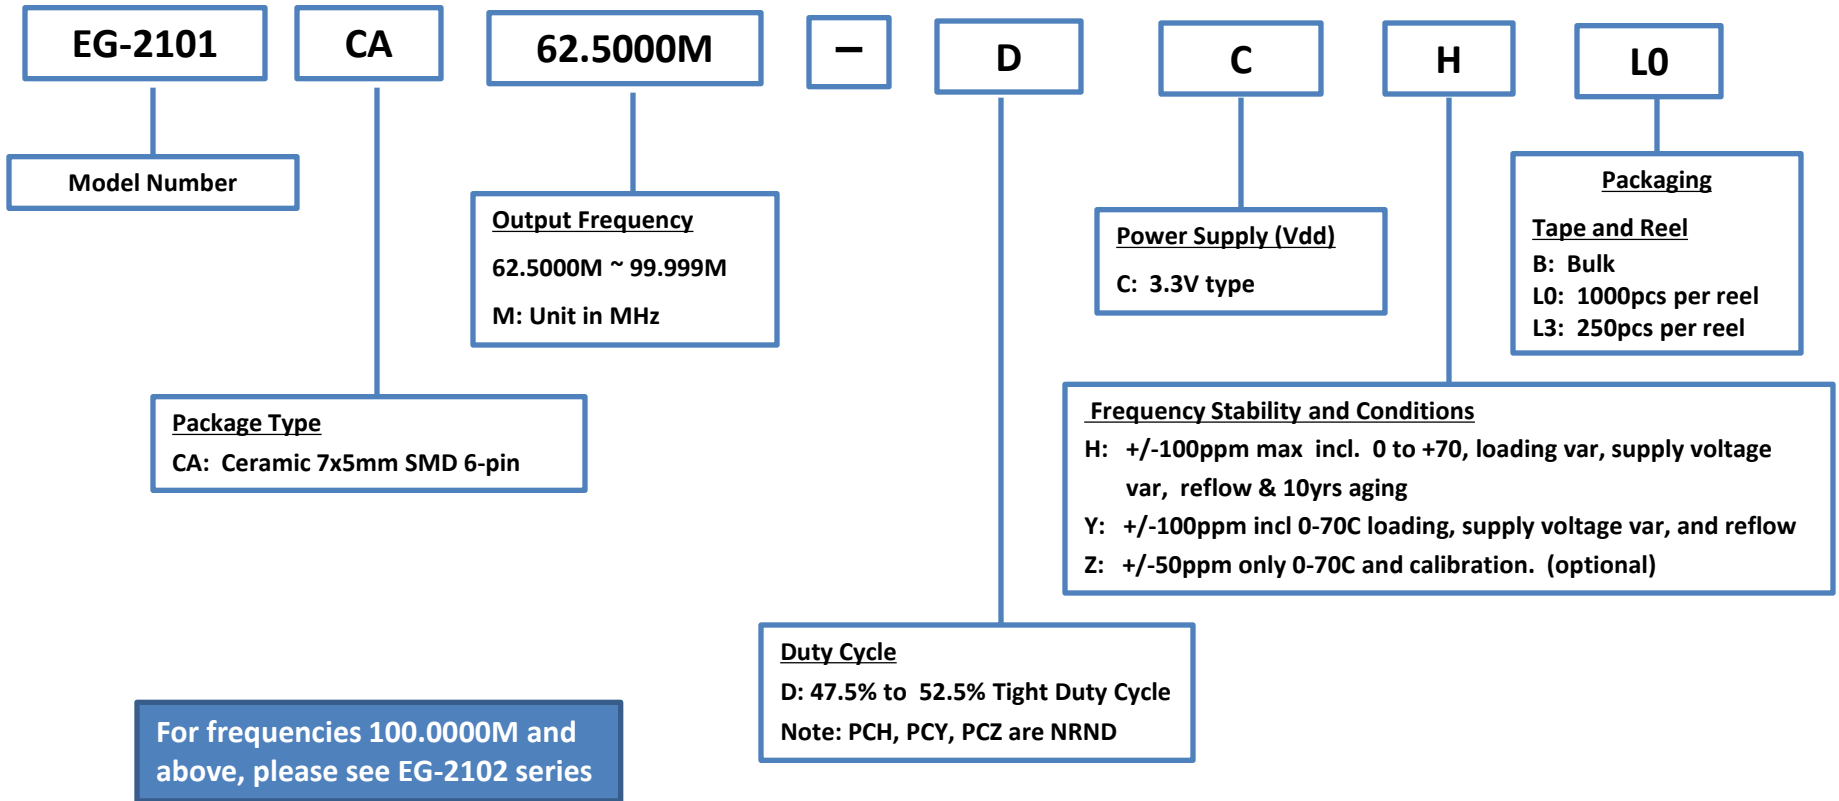 EG-2101
CA
62.5000M
–
D
C
H
L0
Model Number
Output Frequency
62.5000M ~ 99.999M
M: Unit in MHz
Power Supply (Vdd)
C: 3.3V type
Packaging
Tape and Reel
B: Bulk
L0: 1000pcs per reel
L3: 250pcs per reel
Package Type
CA: Ceramic 7x5mm SMD 6-pin
Frequency Stability and Conditions
H: +/-100ppm max incl. 0 to +70, loading var, supply voltage
var, reflow & 10yrs aging
Y: +/-100ppm incl 0-70C loading, supply voltage var, and reflow
Z: +/-50ppm only 0-70C and calibration. (optional)
Duty Cycle
D: 47.5% to 52.5% Tight Duty Cycle
Note: PCH, PCY, PCZ are NRND
For frequencies 100.0000M and
above, please see EG-2102 series